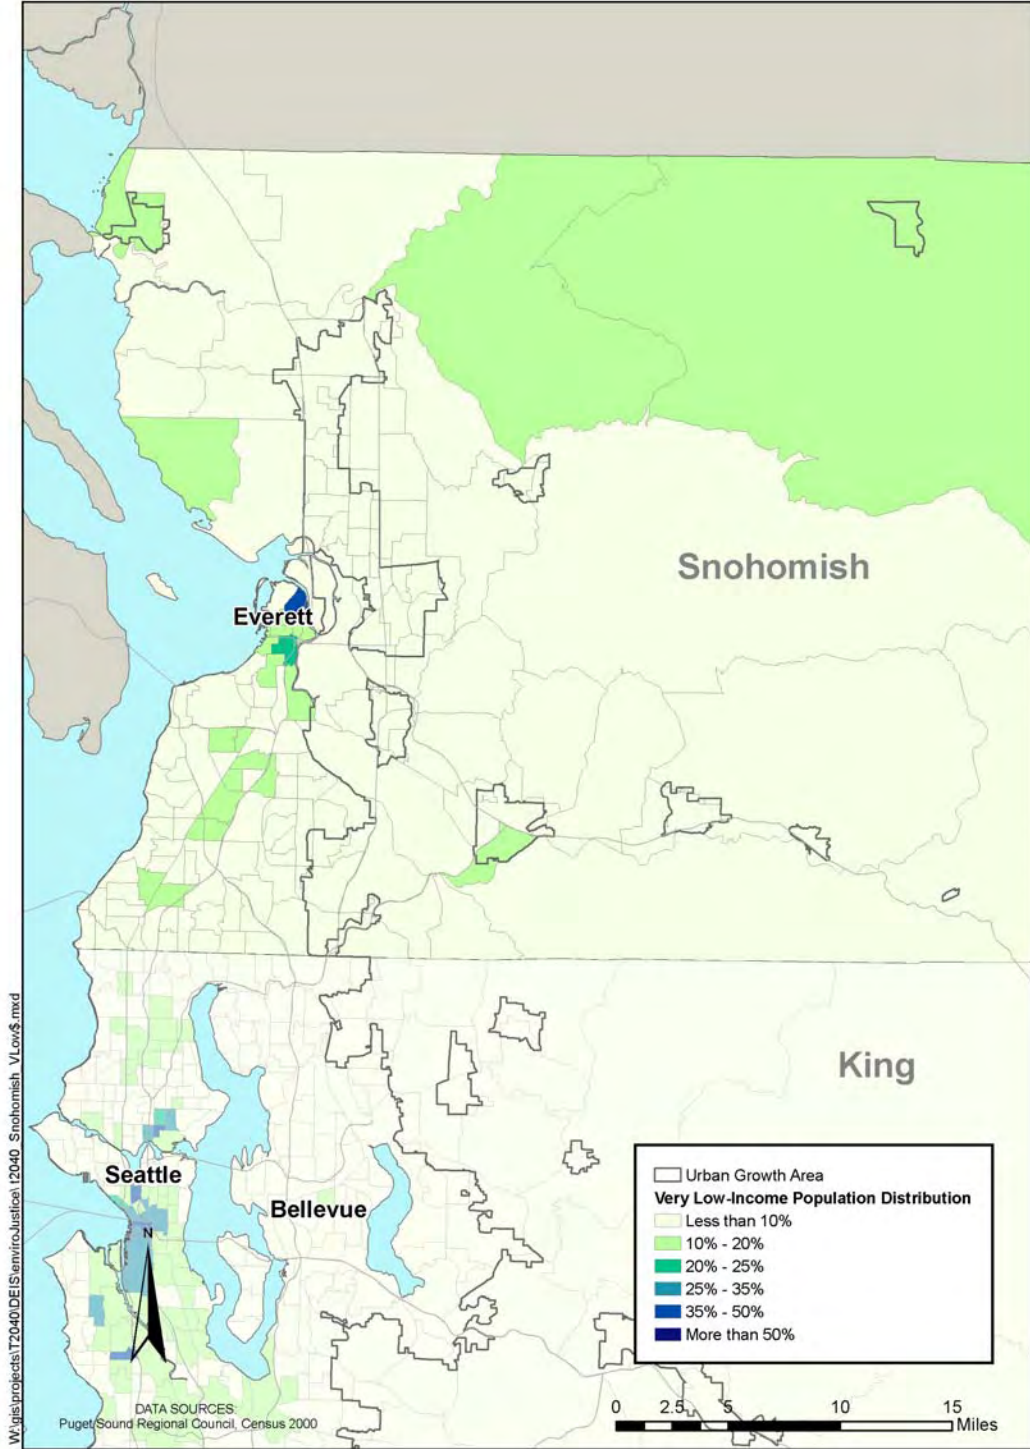 Snohomish
Everett
King
Seattle
Bellevue
N
Urban Growth Area
Very Low-Income Population Distribution
Less than 10%
10% - 20%
20% - 25%
25% - 35%
35% - 50%
More than 50%
DATA SOURCES:
Puget Sound Regional Council, Census 2000
0 2.5 5 10 15
Miles
W:\gis\projects\T2040\DEIS\enviroJustice\t2040_Snohomish_VLow$.mxd